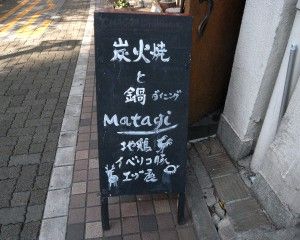 炭火焼
と
鍋 ダイニング
Matagi
地鶏
イベリコ豚
エゾ鹿